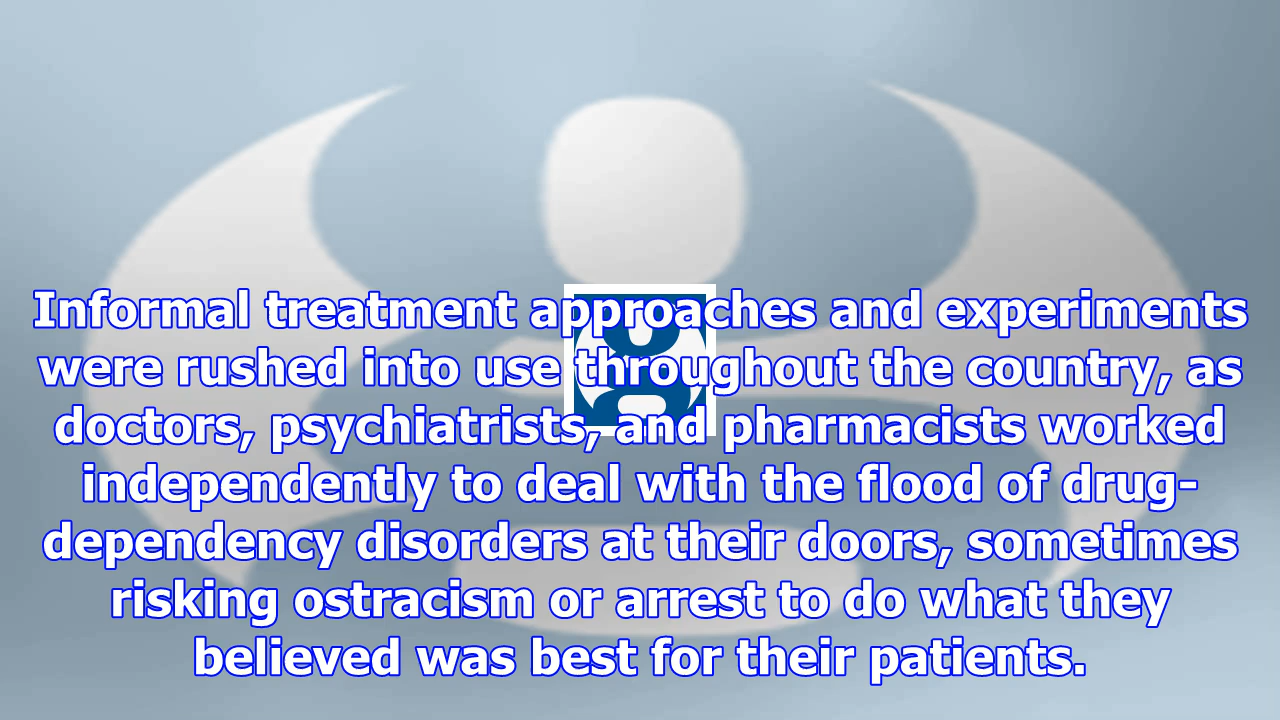 Informal treatment approaches and experiments
were rushed into use throughout the country, as
doctors, psychiatrists, and pharmacists worked
independently to deal with the flood of drug-
dependency disorders at their doors, sometimes
risking ostracism or arrest to do what they
believed was best for their patients.